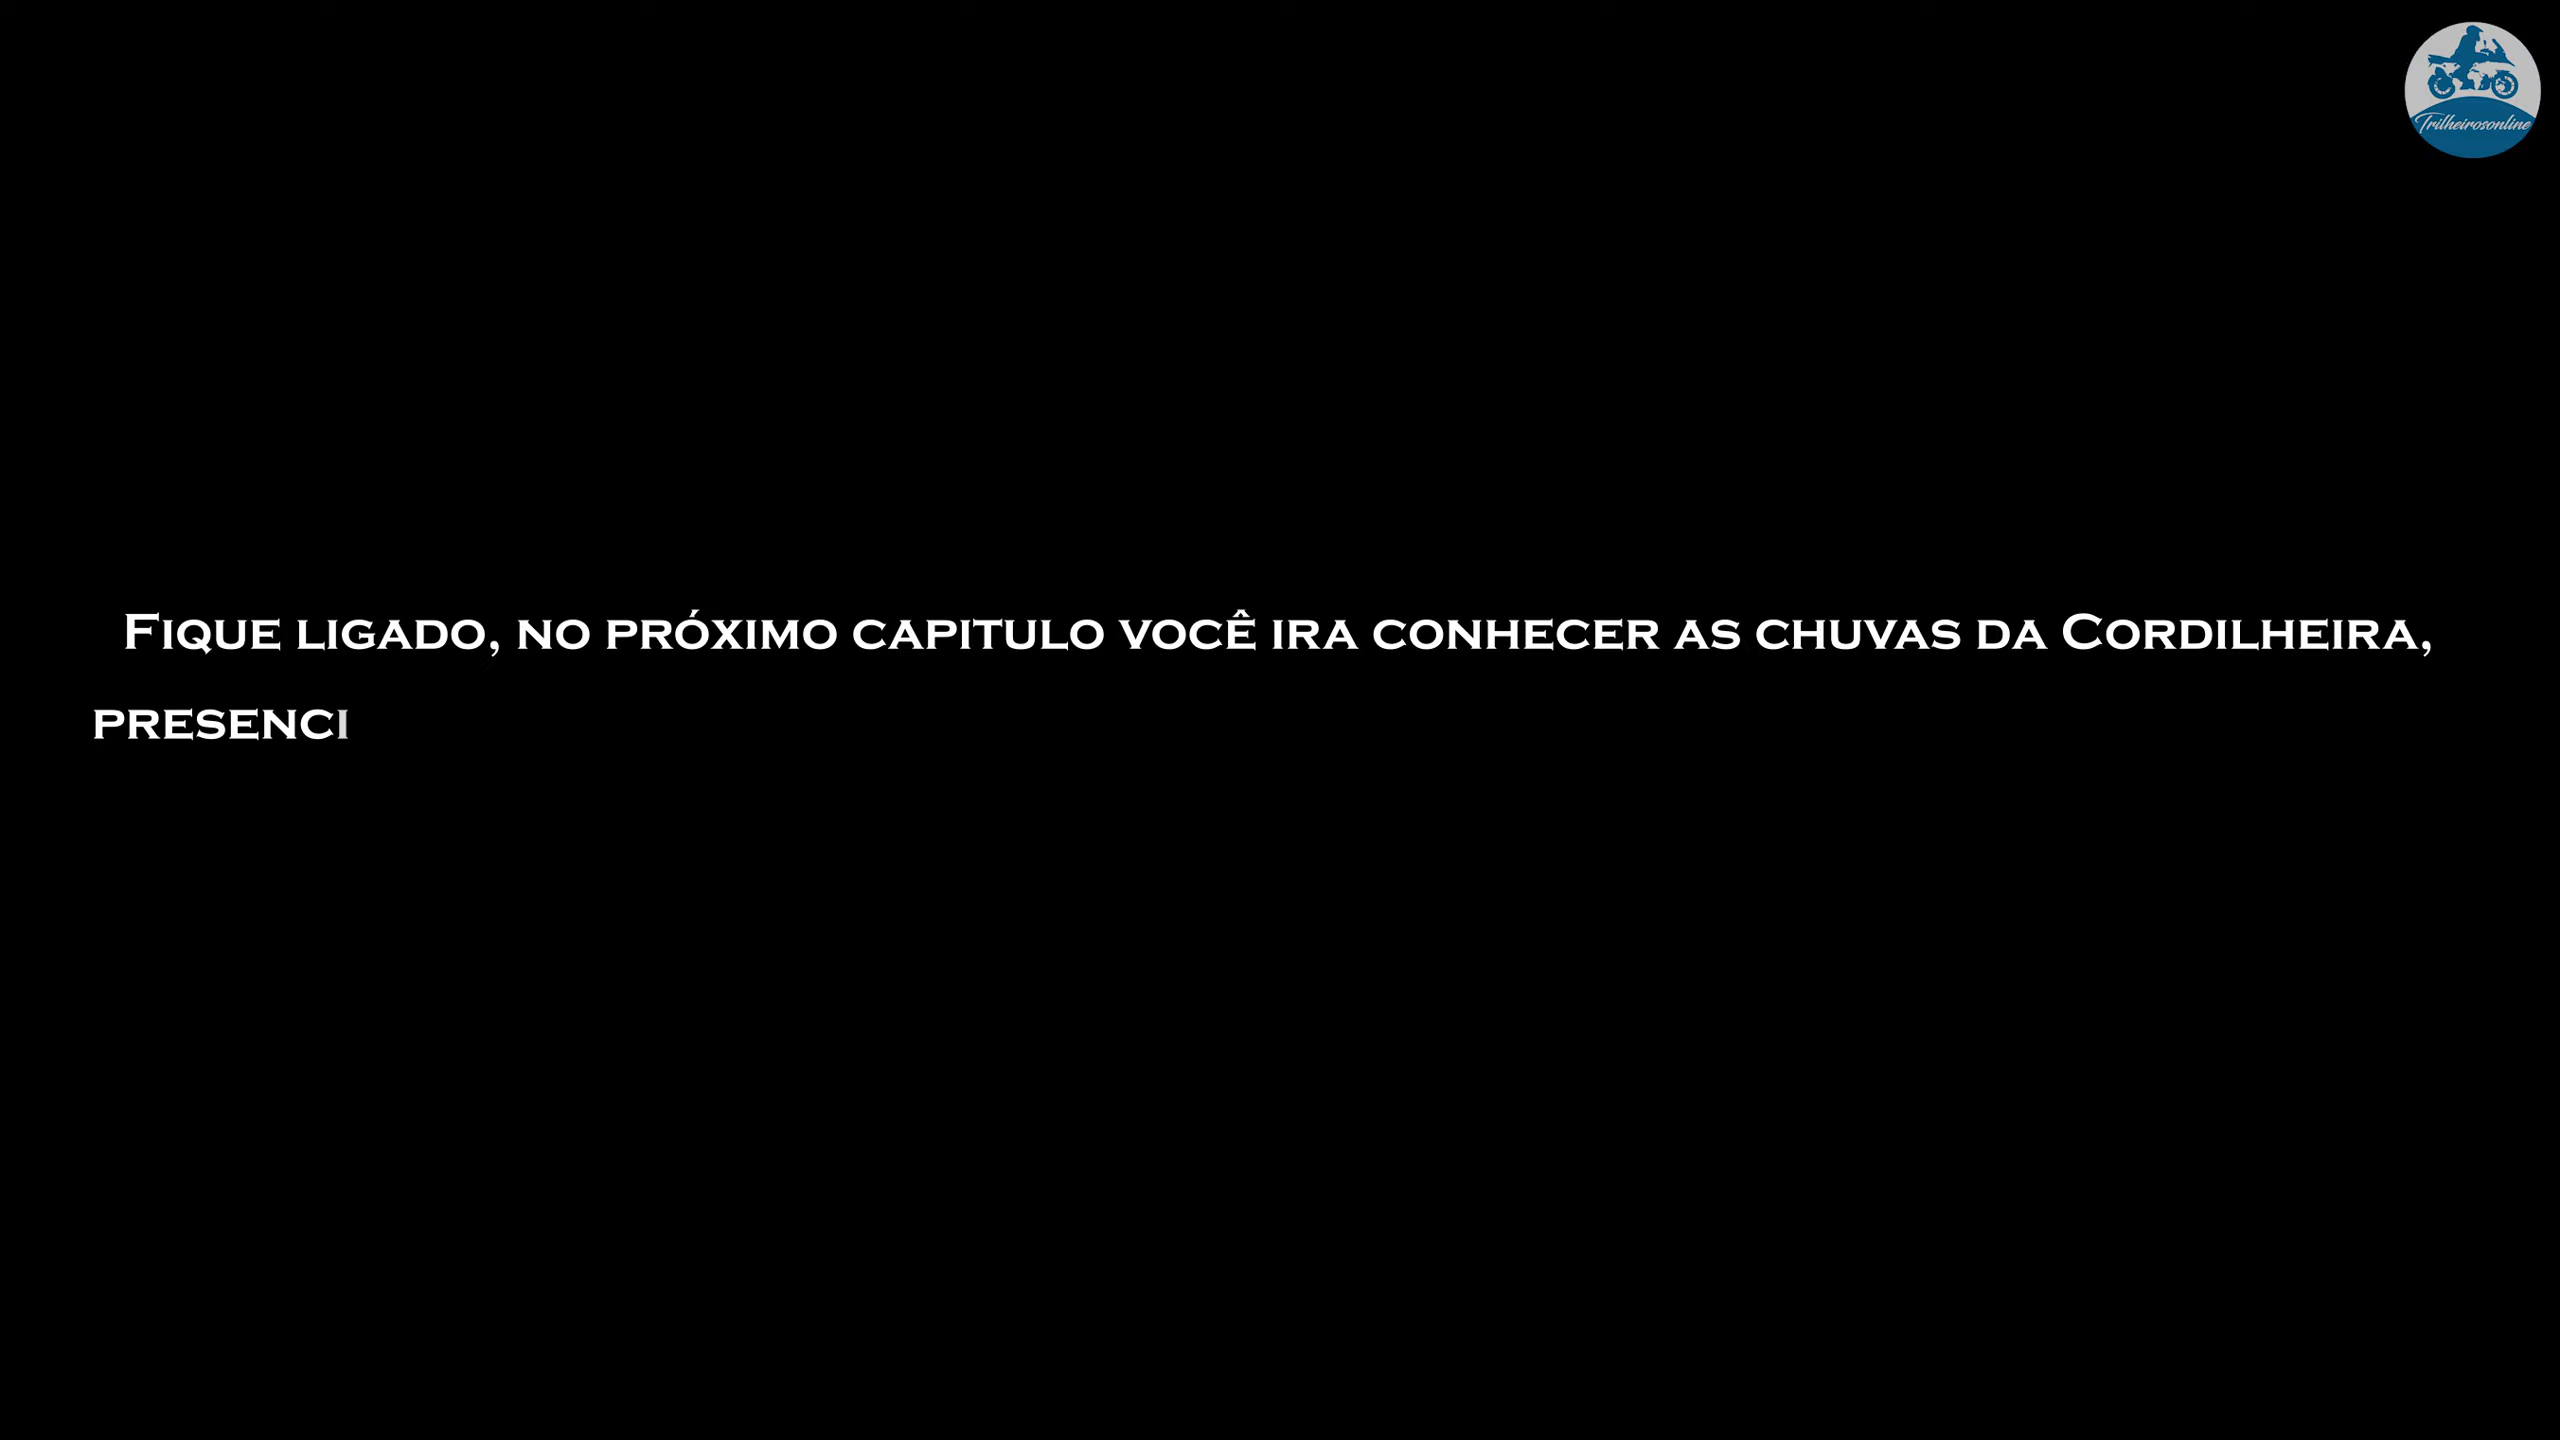 Trilheirosonline
Fique ligado, no próximo capitulo você ira conhecer as chuvas da Cordilheira,
presenci